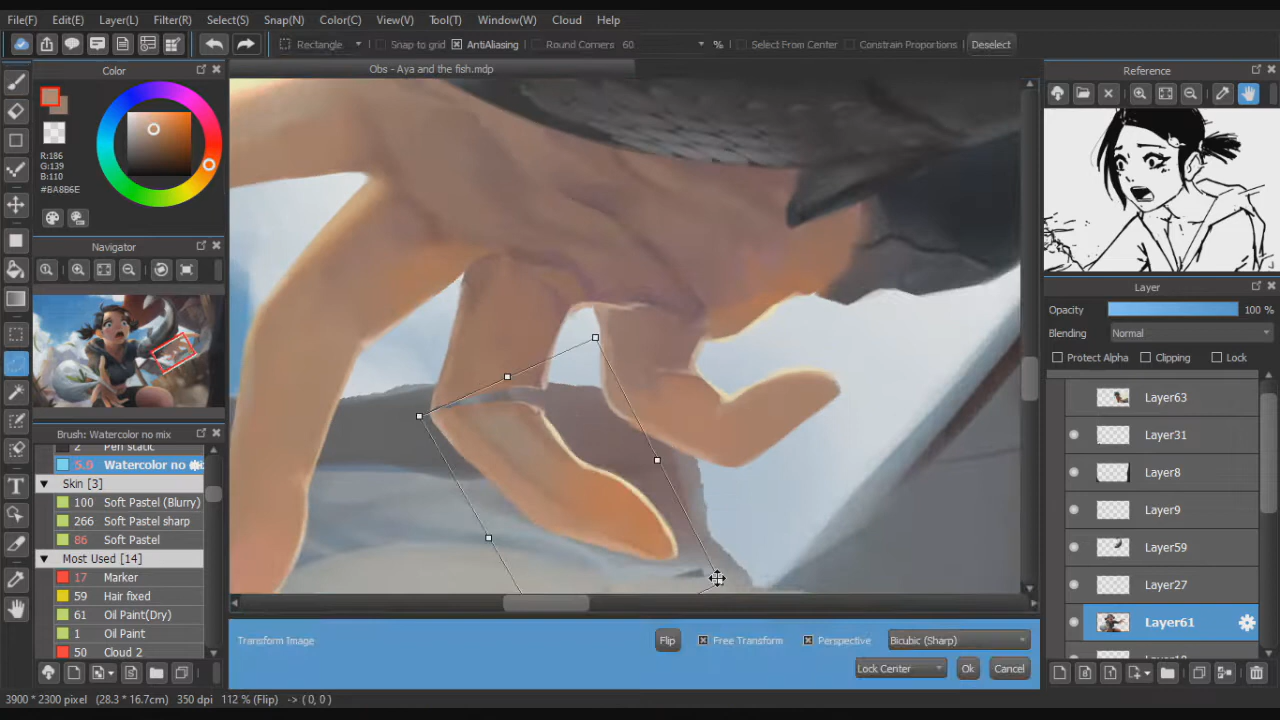 File(F) Edit(E) Layer(L) Filter(R) Select(S) Snap(N) Color(C) View(V) Tool(T) Window(W) Cloud Help
Rectangle Snap to grid AntiAliasing Round Corners 60 % Select From Center Constrain Proportions Deselect
Color
Obs - Aya and the fish.mdp
Reference
R:186
G:139
B:110
#BA8B6E
Navigator
Layer
Opacity 100 %
Blending Normal
Protect Alpha Clipping Lock
Layer63
Layer31
Layer8
Layer9
Layer59
Layer27
Layer61
Brush: Watercolor no mix
2 Pen static
5.9 Watercolor no
Skin [3]
100 Soft Pastel (Blurry)
266 Soft Pastel sharp
86 Soft Pastel
Most Used [14]
17 Marker
59 Hair fixed
61 Oil Paint(Dry)
1 Oil Paint
50 Cloud 2
Transform Image Flip Free Transform Perspective Bicubic (Sharp)
Lock Center Ok Cancel
3900 * 2300 pixel (28.3 * 16.7cm) 350 dpi 112 % (Flip) -> ( 0, 0 )